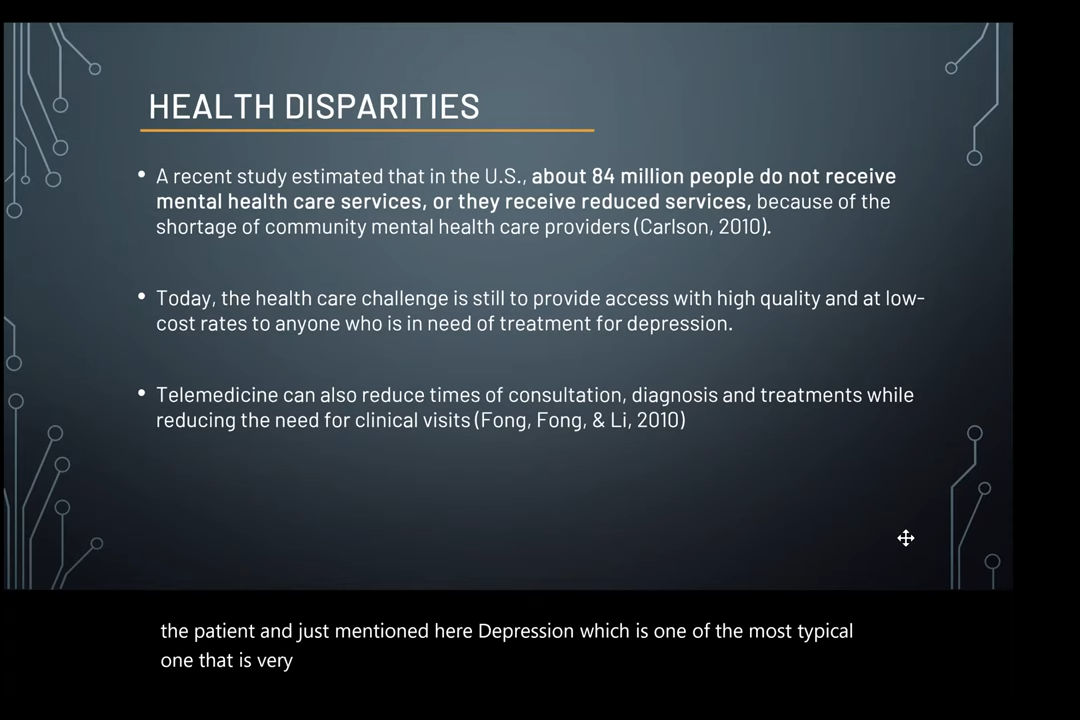 HEALTH DISPARITIES
• A recent study estimated that in the U.S., about 84 million people do not receive
mental health care services, or they receive reduced services, because of the
shortage of community mental health care providers (Carlson, 2010).
• Today, the health care challenge is still to provide access with high quality and at low-
cost rates to anyone who is in need of treatment for depression.
• Telemedicine can also reduce times of consultation, diagnosis and treatments while
reducing the need for clinical visits (Fong, Fong, & Li, 2010)
the patient and just mentioned here Depression which is one of the most typical
one that is very